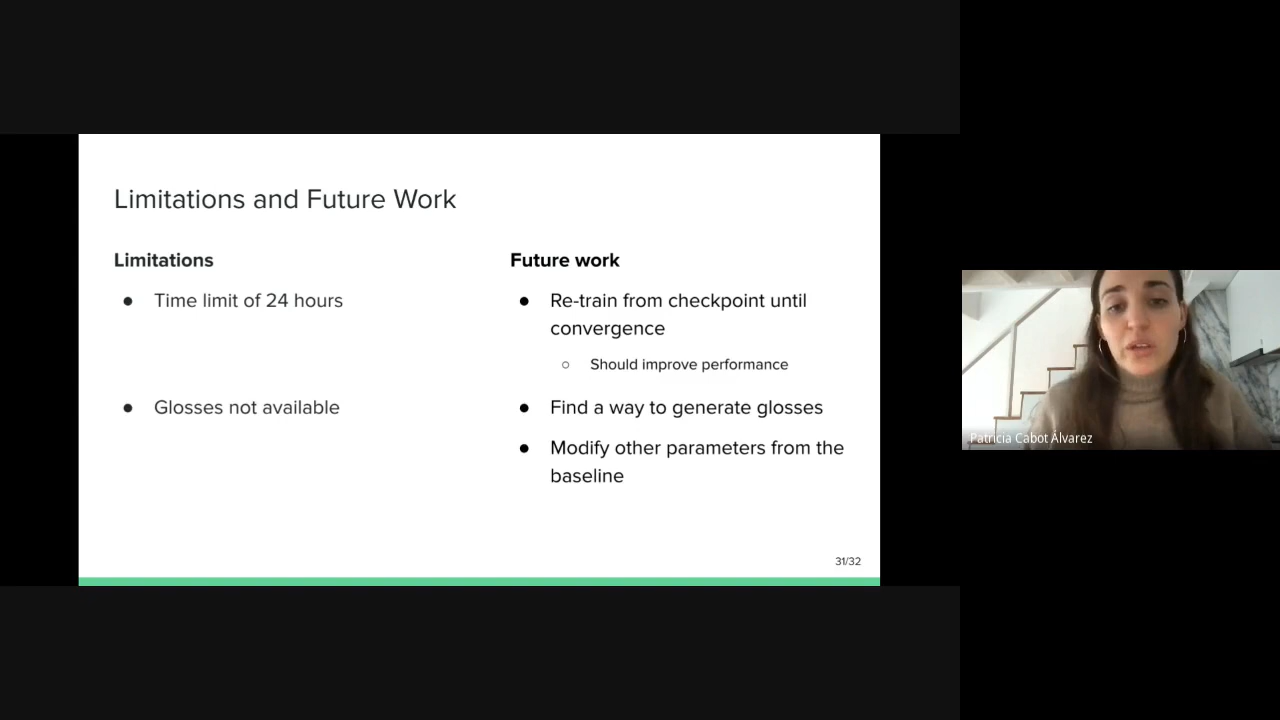 Limitations and Future Work
Limitations
● Time limit of 24 hours
● Glosses not available
Future work
● Re-train from checkpoint until
convergence
○ Should improve performance
● Find a way to generate glosses
● Modify other parameters from the
baseline
31/32
Patricia Cabot Álvarez